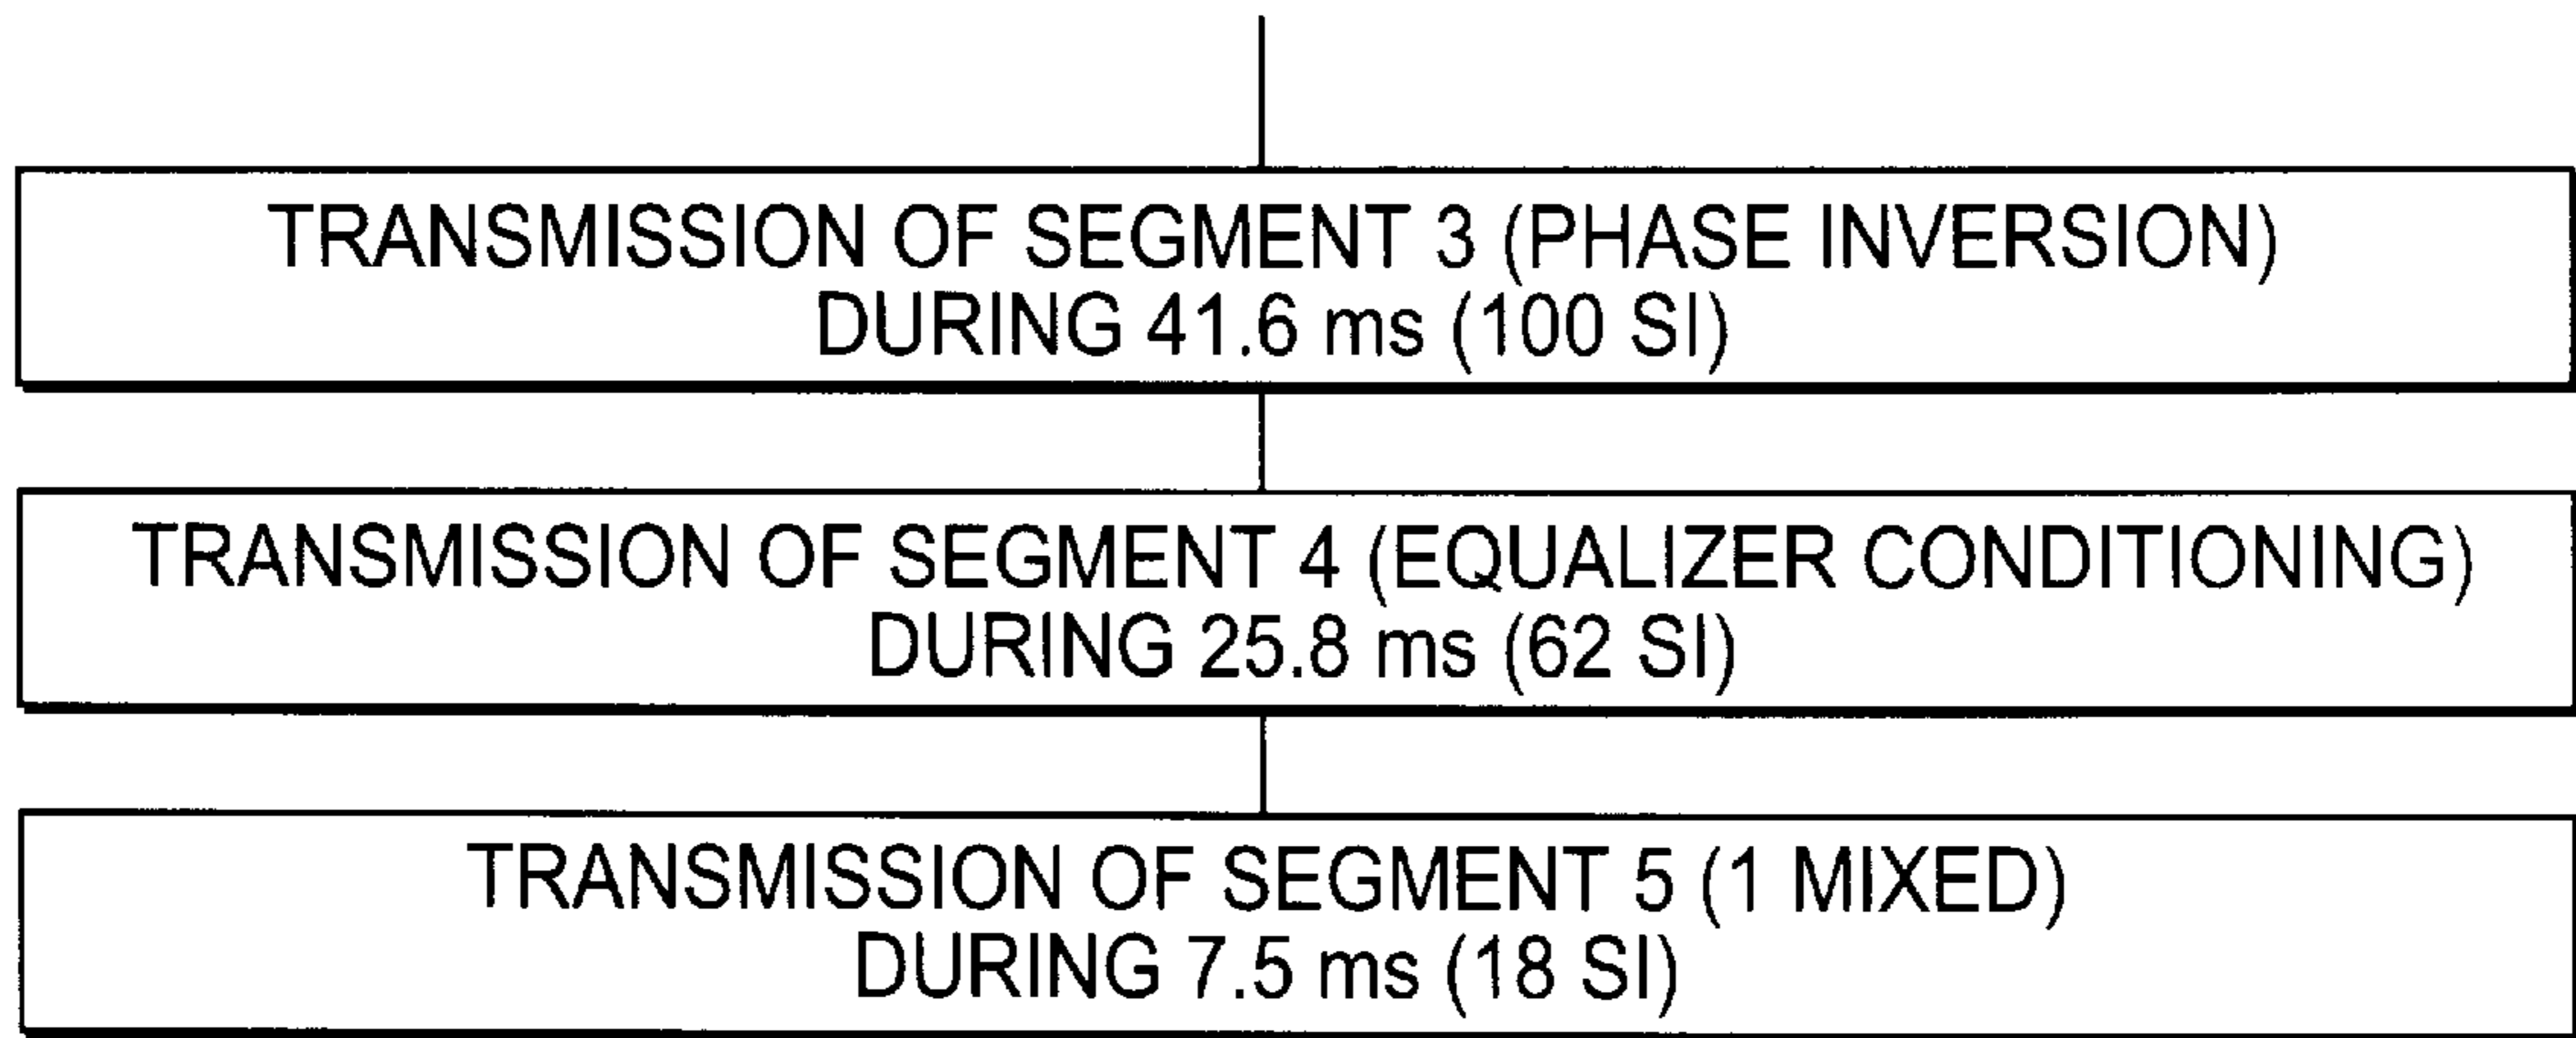 TRANSMISSION OF SEGMENT 3 (PHASE INVERSION)
DURING 41.6 ms (100 SI)
TRANSMISSION OF SEGMENT 4 (EQUALIZER CONDITIONING)
DURING 25.8 ms (62 SI)
TRANSMISSION OF SEGMENT 5 (1 MIXED)
DURING 7.5 ms (18 SI)